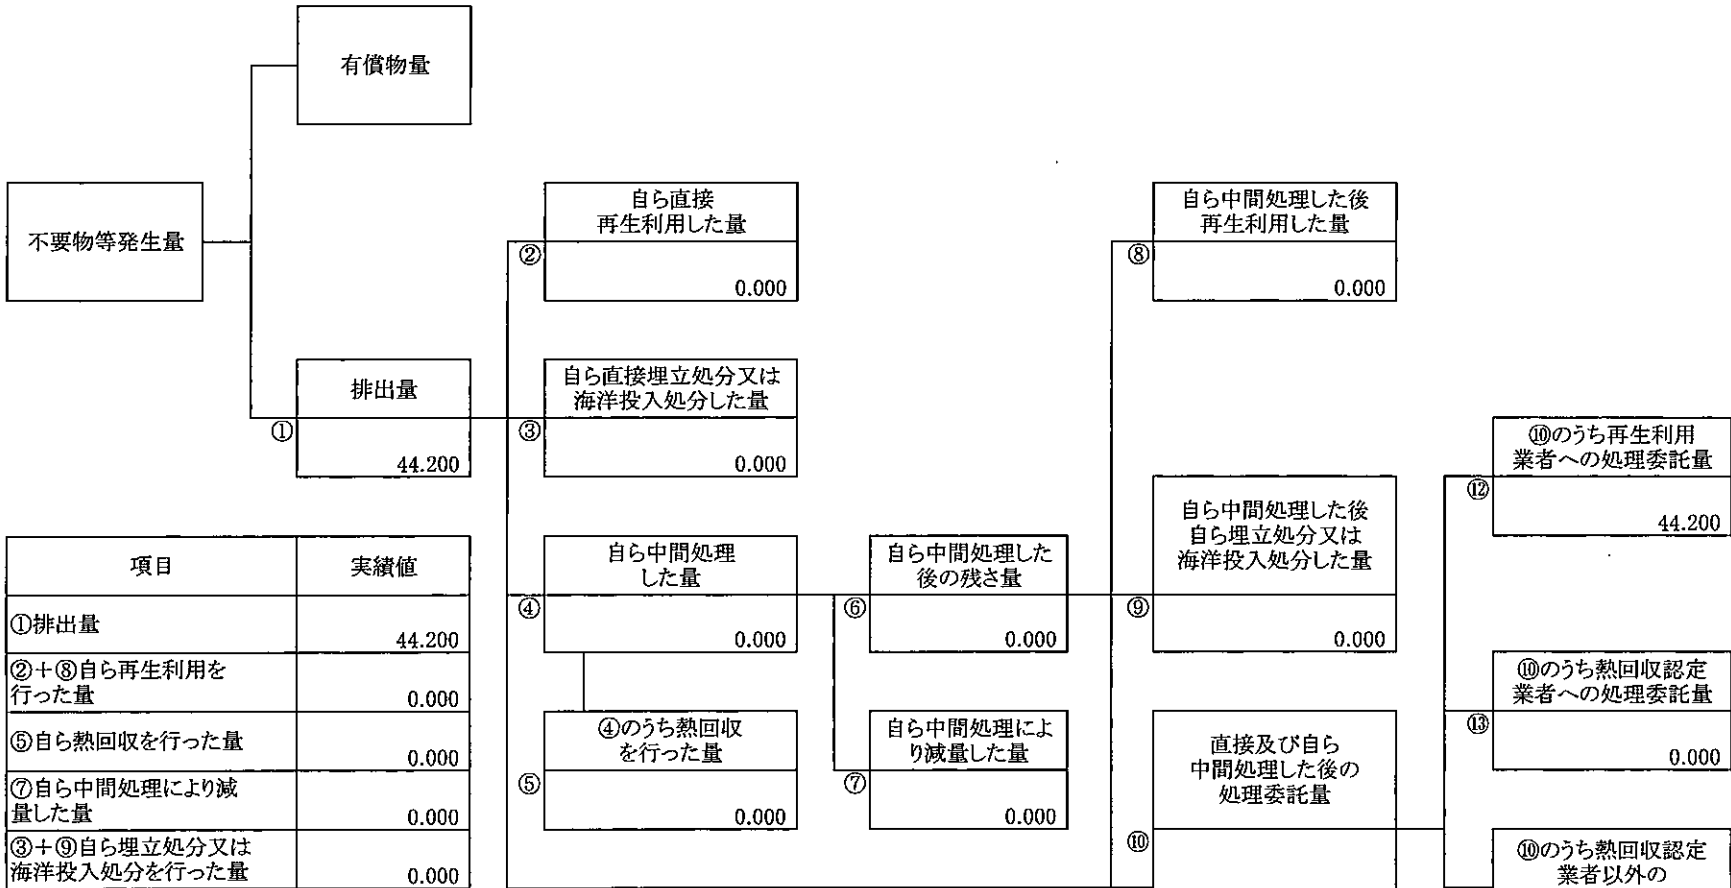 有償物量
不要物等発生量
自ら直接
再生利用した量
②
0.000
自ら中間処理した後
再生利用した量
⑧
0.000
排出量
①
44.200
自ら直接埋立処分又は
海洋投入処分した量
③
0.000
⑩のうち再生利用
業者への処理委託量
⑫
44.200
自ら中間処理
した量
④
0.000
自ら中間処理した
後の残さ量
⑥
0.000
自ら中間処理した後
自ら埋立処分又は
海洋投入処分した量
⑨
0.000
⑩のうち熱回収認定
業者への処理委託量
⑬
0.000
④のうち熱回収
を行った量
⑤
0.000
自ら中間処理によ
り減量した量
⑦
0.000
直接及び自ら
中間処理した後の
処理委託量
⑩
⑩のうち熱回収認定
業者以外の
項目 実績値
①排出量 44.200
②+⑧自ら再生利用を
行った量 0.000
⑤自ら熱回収を行った量 0.000
⑦自ら中間処理により減
量した量 0.000
③+⑨自ら埋立処分又は
海洋投入処分を行った量 0.000